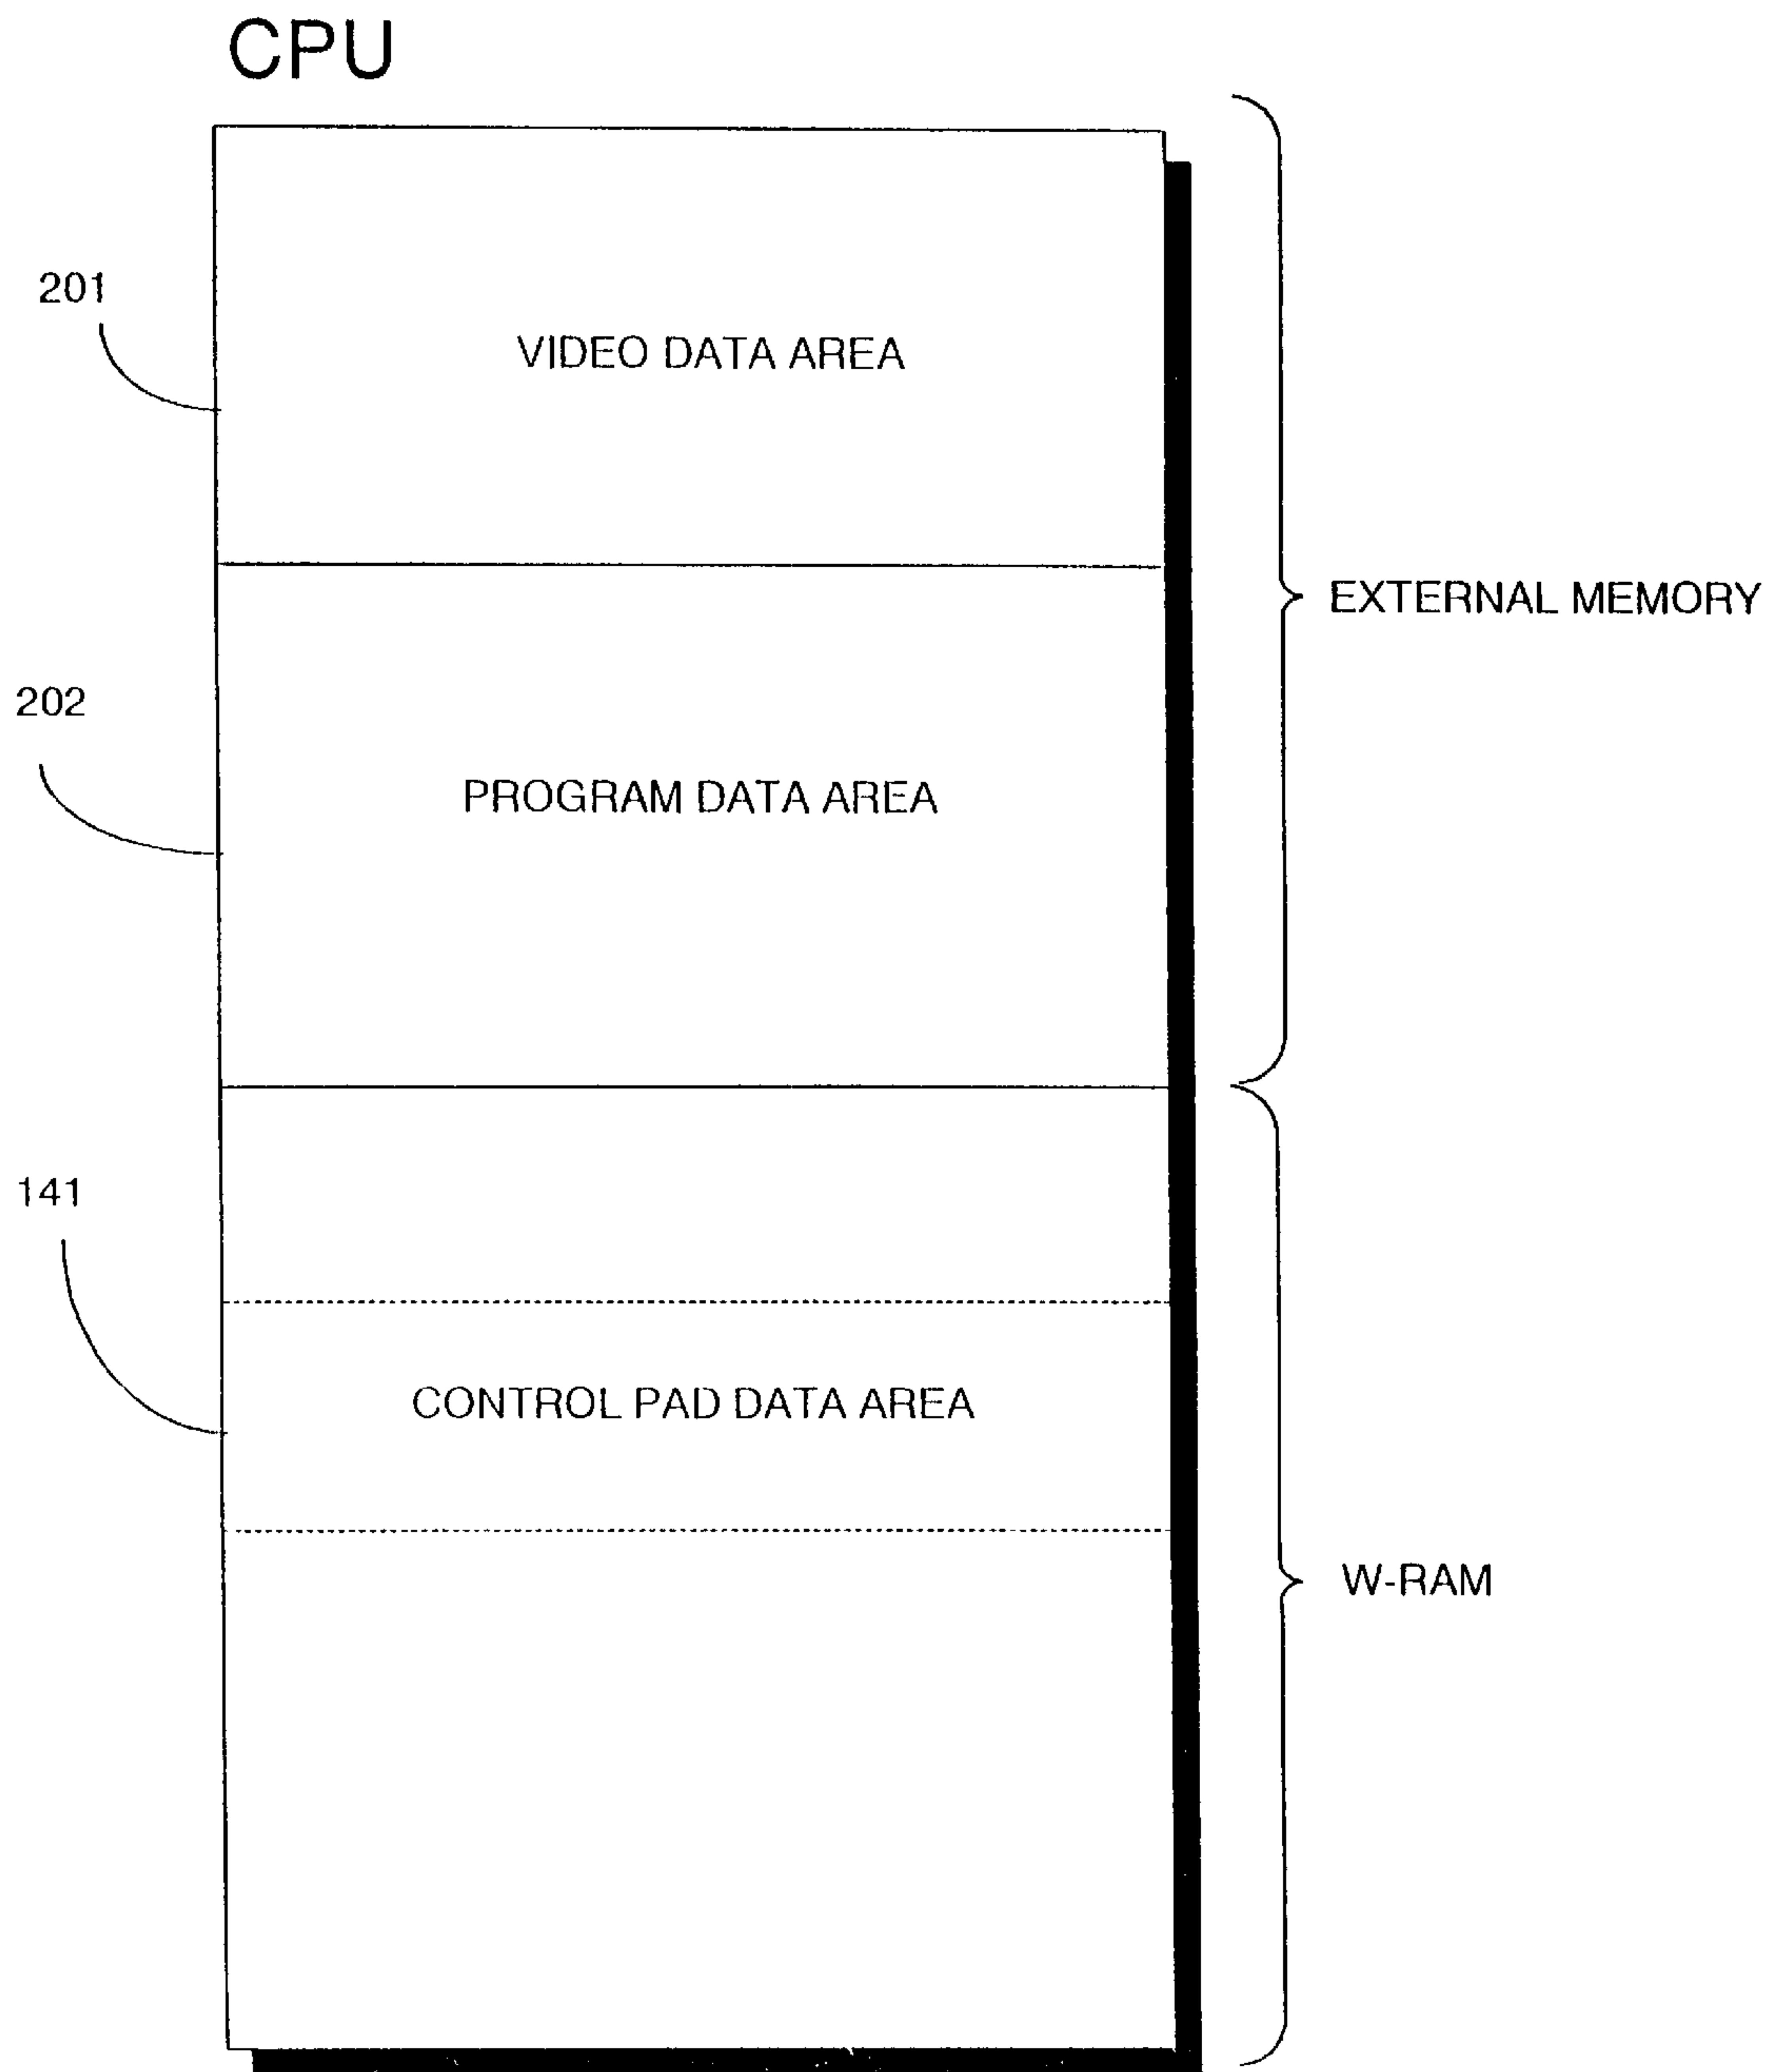 CPU
201
VIDEO DATA AREA
EXTERNAL MEMORY
202
PROGRAM DATA AREA
141
CONTROL PAD DATA AREA
W-RAM